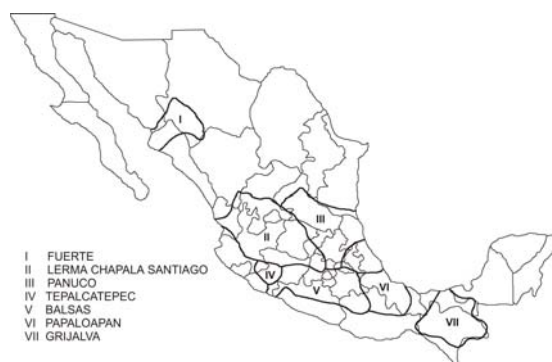 I
II
III
IV
V
VI
VII
I FUERTE
II LERMA CHAPALA SANTIAGO
III PANUCO
IV TEPALCATEPEC
V BALSAS
VI PAPALOAPAN
VII GRIJALVA